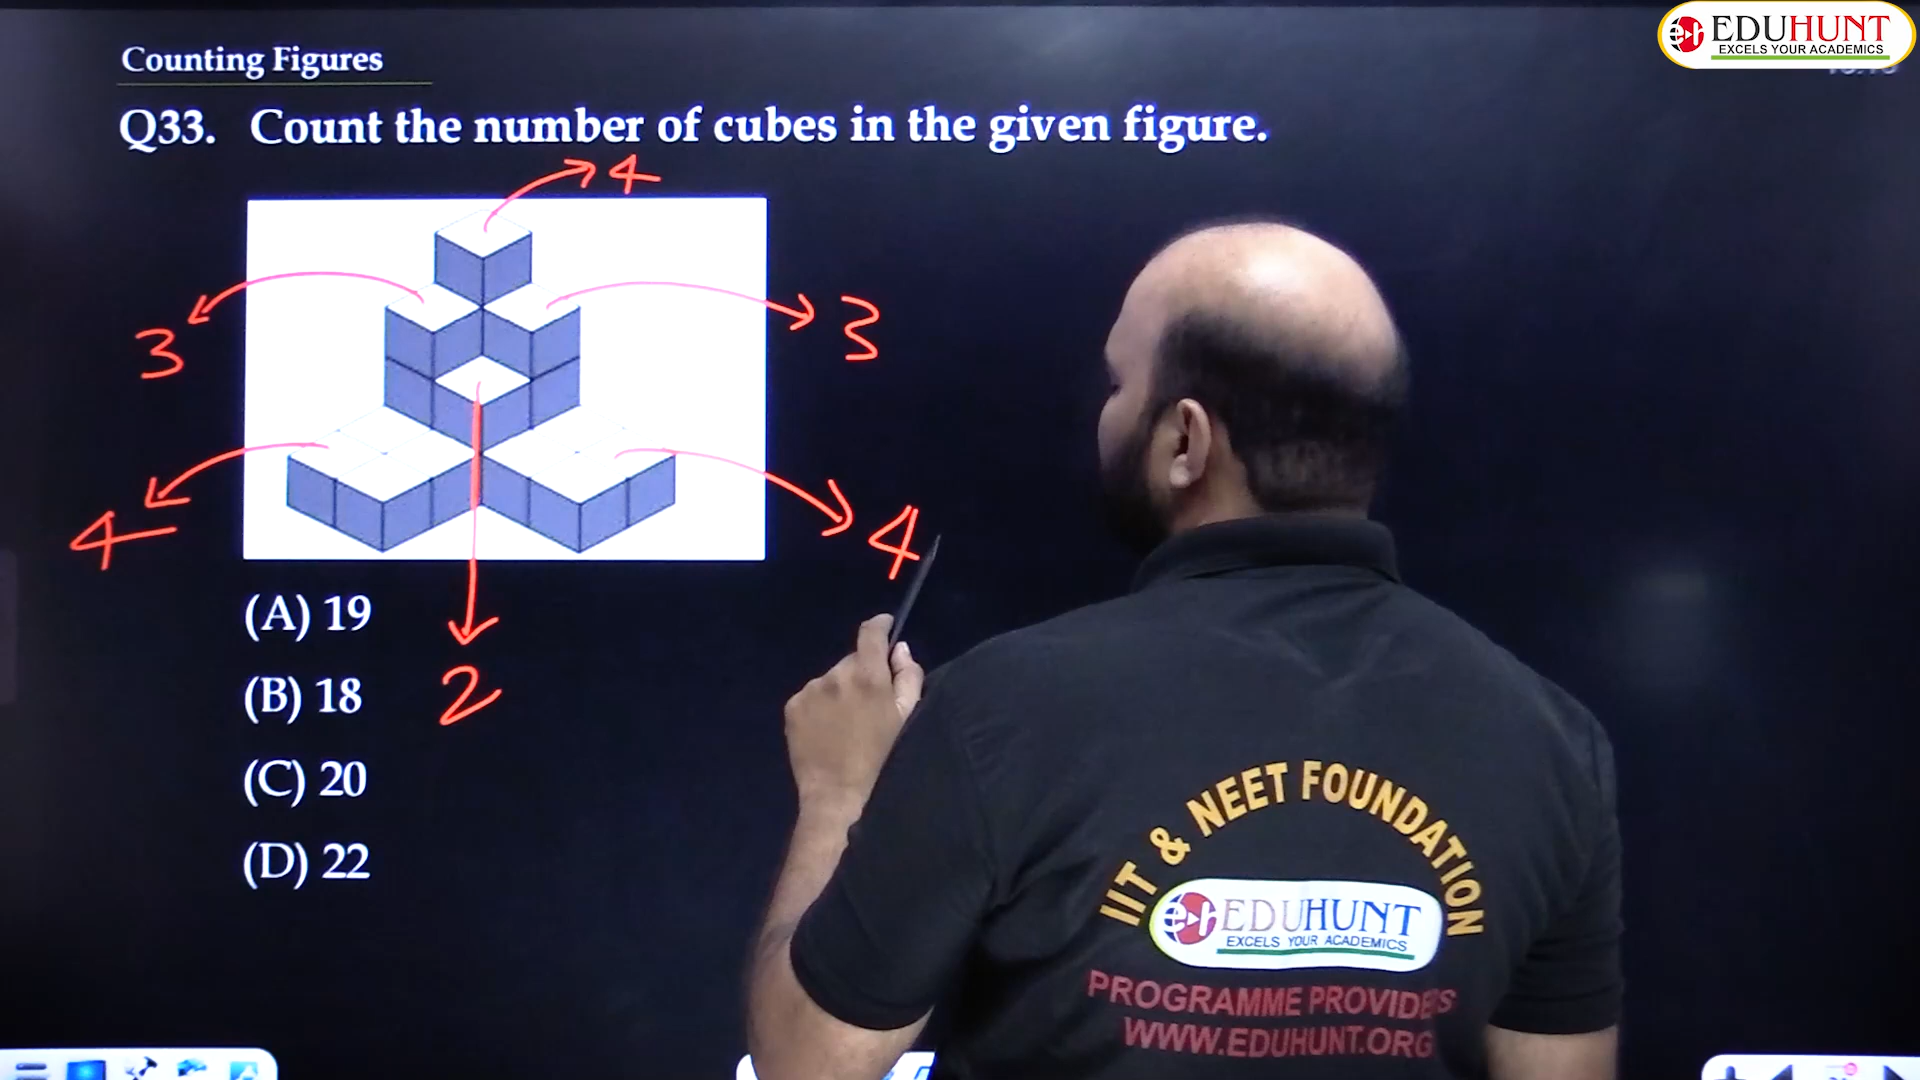 EDUHUNT
EXCELS YOUR ACADEMICS
Counting Figures
Q33. Count the number of cubes in the given figure.
4
3
3
4
4
2
(A) 19
(B) 18
(C) 20
(D) 22
IIT & NEET FOUNDATION
EDUHUNT
EXCELS YOUR ACADEMICS
PROGRAMME PROVIDERS
WWW.EDUHUNT.ORG